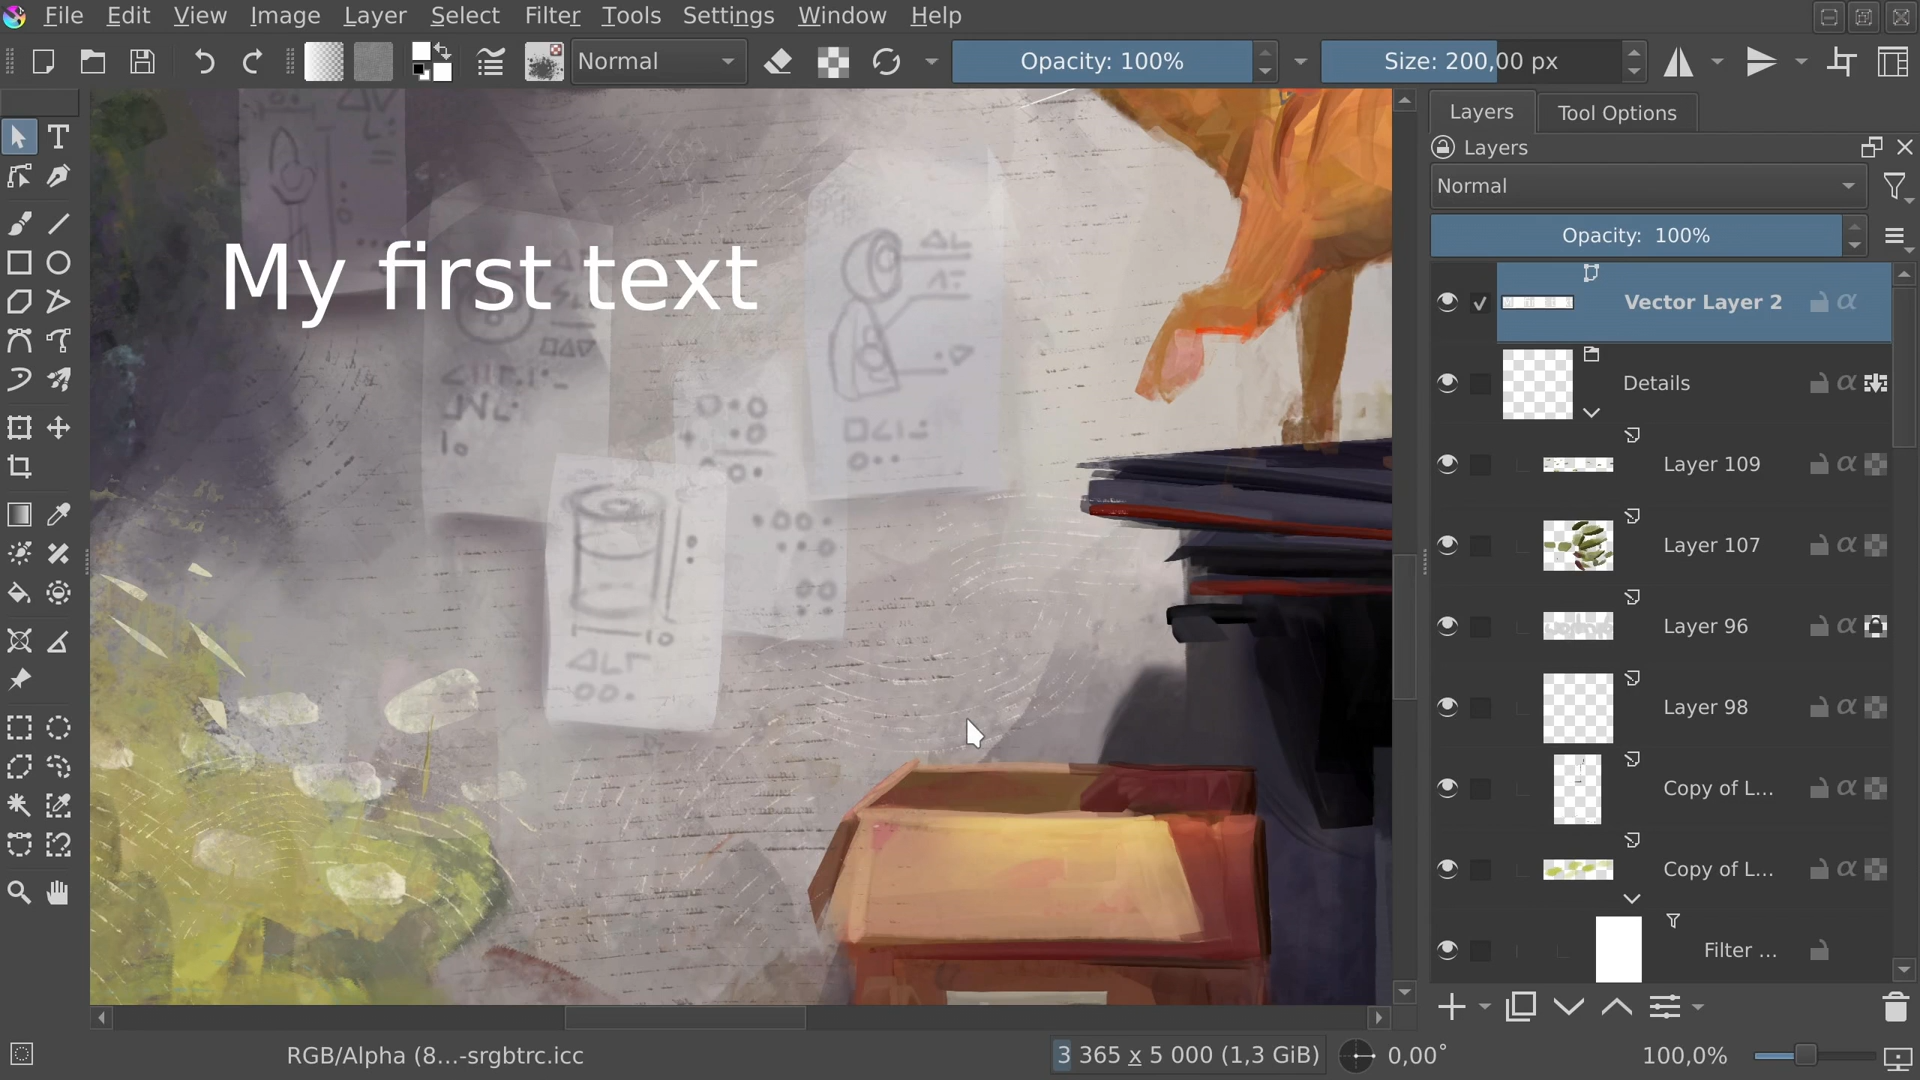 File Edit View Image Layer Select Filter Tools Settings Window Help
Normal Opacity: 100% Size: 200,00 px
Layers Tool Options
Layers
Normal
Opacity: 100%
My first text
Vector Layer 2
Details
Layer 109
Layer 107
Layer 96
Layer 98
Copy of L...
Copy of L...
Filter ...
RGB/Alpha (8...-srgbtrc.icc 3 365 x 5 000 (1,3 GiB) 0,00° 100,0%